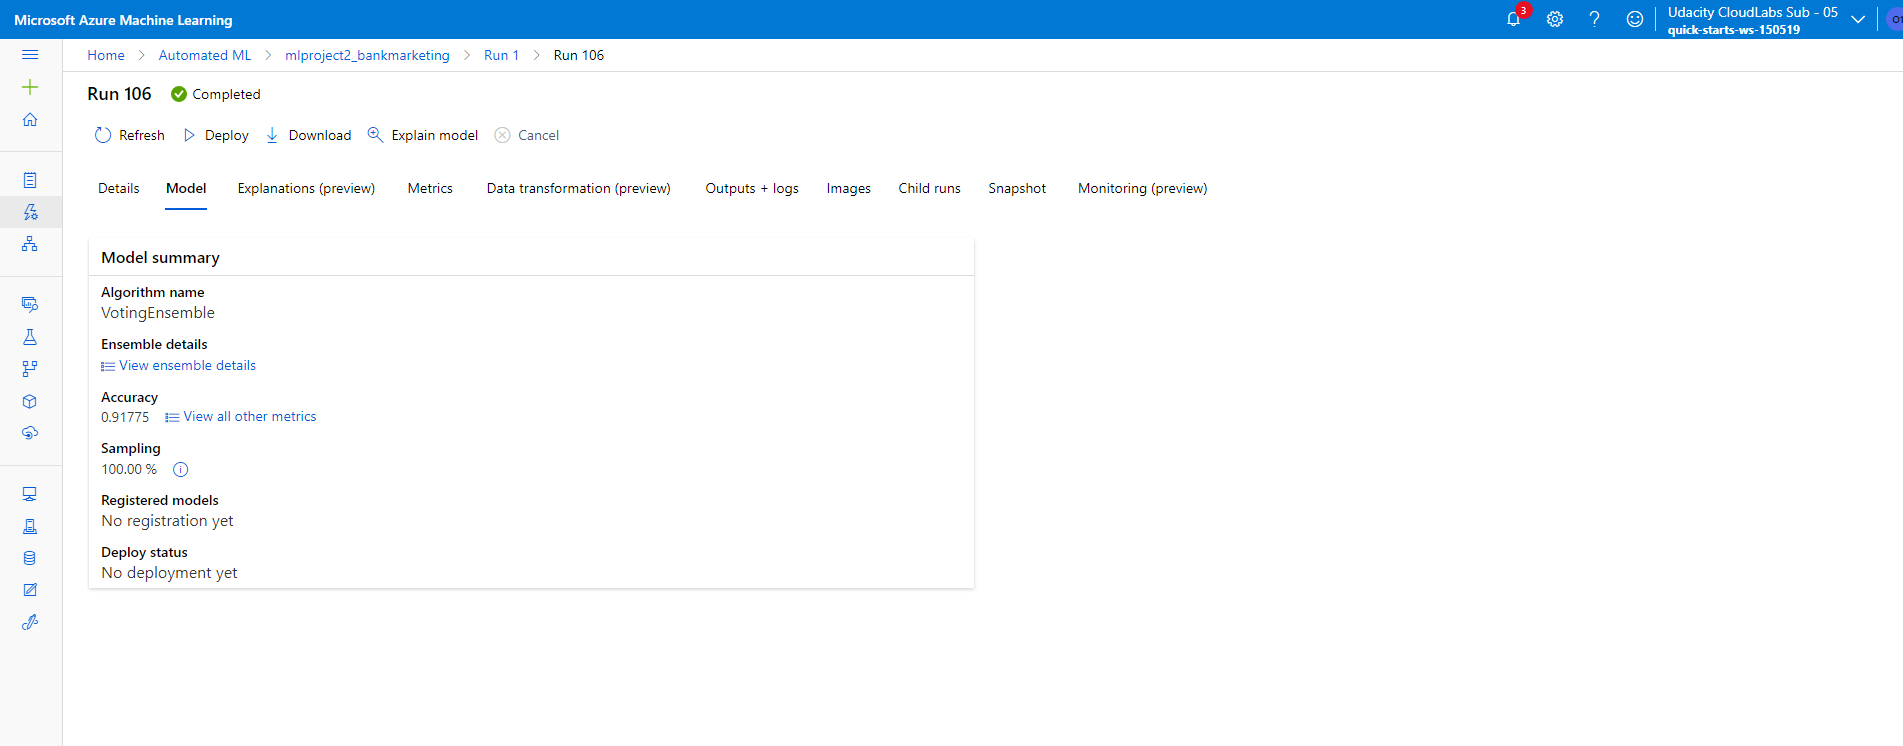 Microsoft Azure Machine Learning
3
Udacity CloudLabs Sub - 05
quick-starts-ws-150519
Home > Automated ML > mlproject2_bankmarketing > Run 1 > Run 106
Run 106 Completed
Refresh Deploy Download Explain model Cancel
Details Model Explanations (preview) Metrics Data transformation (preview) Outputs + logs Images Child runs Snapshot Monitoring (preview)
Model summary
Algorithm name
VotingEnsemble
Ensemble details
View ensemble details
Accuracy
0.91775 View all other metrics
Sampling
100.00 %
Registered models
No registration yet
Deploy status
No deployment yet